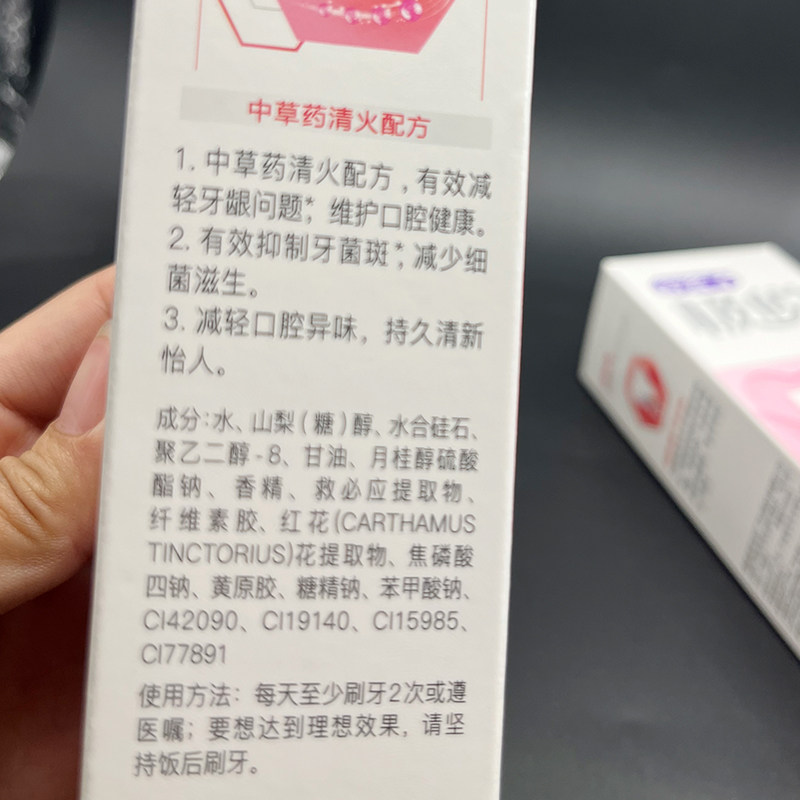 中草药清火配方
1. 中草药清火配方，有效减
轻牙龈问题*；维护口腔健康。
2. 有效抑制牙菌斑*；减少细
菌滋生。
3. 减轻口腔异味，持久清新
怡人。
成分：水、山梨（糖）醇、水合硅石、
聚乙二醇-8、甘油、月桂醇硫酸
酯钠、香精、救必应提取物、
纤维素胶、红花(CARTHAMUS
TINCTORIUS)花提取物、焦磷酸
四钠、黄原胶、糖精钠、苯甲酸钠、
CI42090、CI19140、CI15985、
CI77891
使用方法：每天至少刷牙2次或遵
医嘱；要想达到理想效果，请坚
持饭后刷牙。